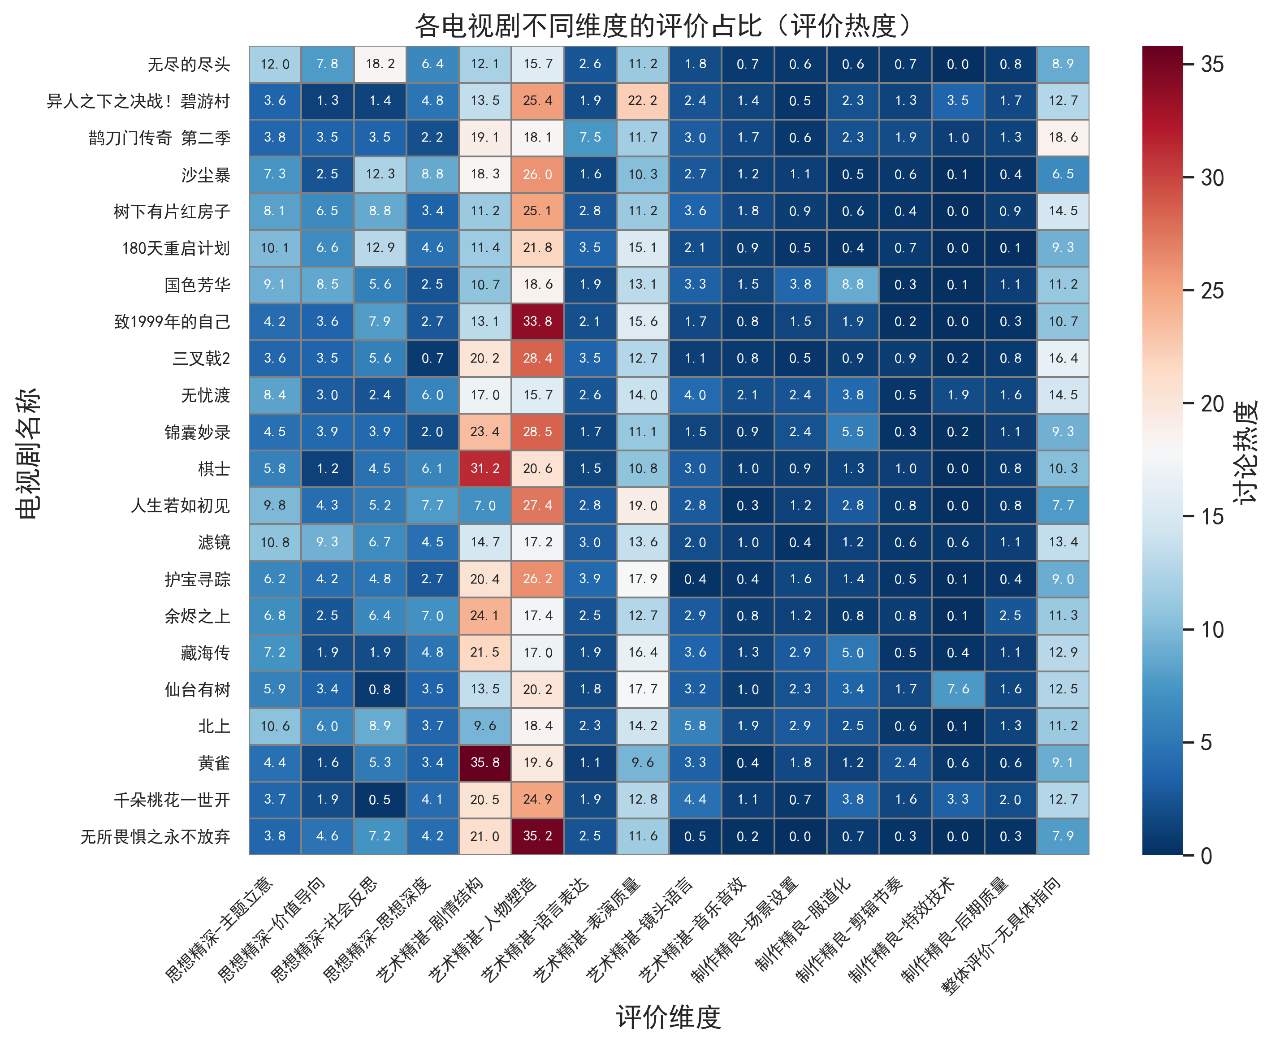 各电视剧不同维度的评价占比（评价热度）
无尽的尽头 12.0 7.8 18.2 6.4 12.1 15.7 2.6 11.2 1.8 0.7 0.6 0.6 0.7 0.0 0.8 8.9
异人之下之决战！碧游村 3.6 1.3 1.4 4.8 13.5 25.4 1.9 22.2 2.4 1.4 0.5 2.3 1.3 3.5 1.7 12.7
鹊刀门传奇 第二季 3.8 3.5 3.5 2.2 19.1 18.1 7.5 11.7 3.0 1.7 0.6 2.3 1.9 1.0 1.3 18.6
沙尘暴 7.3 2.5 12.3 8.8 18.3 26.0 1.6 10.3 2.7 1.2 1.1 0.5 0.6 0.1 0.4 6.5
树下有片红房子 8.1 6.5 8.8 3.4 11.2 25.1 2.8 11.2 3.6 1.8 0.9 0.6 0.4 0.0 0.9 14.5
180天重启计划 10.1 6.6 12.9 4.6 11.4 21.8 3.5 15.1 2.1 0.9 0.5 0.4 0.7 0.0 0.1 9.3
国色芳华 9.1 8.5 5.6 2.5 10.7 18.6 1.9 13.1 3.3 1.5 3.8 8.8 0.3 0.1 1.1 11.2
致1999年的自己 4.2 3.6 7.9 2.7 13.1 33.8 2.1 15.6 1.7 0.8 1.5 1.9 0.2 0.0 0.3 10.7
三叉戟2 3.6 3.5 5.6 0.7 20.2 28.4 3.5 12.7 1.1 0.8 0.5 0.9 0.9 0.2 0.8 16.4
无忧渡 8.4 3.0 2.4 6.0 17.0 15.7 2.6 14.0 4.0 2.1 2.4 3.8 0.5 1.9 1.6 14.5
锦囊妙录 4.5 3.9 3.9 2.0 23.4 28.5 1.7 11.1 1.5 0.9 2.4 5.5 0.3 0.2 1.1 9.3
棋士 5.8 1.2 4.5 6.1 31.2 20.6 1.5 10.8 3.0 1.0 0.9 1.3 1.0 0.0 0.8 10.3
人生若如初见 9.8 4.3 5.2 7.7 7.0 27.4 2.8 19.0 2.8 0.3 1.2 2.8 0.8 0.0 0.8 7.7
滤镜 10.8 9.3 6.7 4.5 14.7 17.2 3.0 13.6 2.0 1.0 0.4 1.2 0.6 0.6 1.1 13.4
护宝寻踪 6.2 4.2 4.8 2.7 20.4 26.2 3.9 17.9 0.4 0.4 1.6 1.4 0.5 0.1 0.4 9.0
余烬之上 6.8 2.5 6.4 7.0 24.1 17.4 2.5 12.7 2.9 0.8 1.2 0.8 0.8 0.1 2.5 11.3
藏海传 7.2 1.9 1.9 4.8 21.5 17.0 1.9 16.4 3.6 1.3 2.9 5.0 0.5 0.4 1.1 12.9
仙台有树 5.9 3.4 0.8 3.5 13.5 20.2 1.8 17.7 3.2 1.0 2.3 3.4 1.7 7.6 1.6 12.5
北上 10.6 6.0 8.9 3.7 9.6 18.4 2.3 14.2 5.8 1.9 2.9 2.5 0.6 0.1 1.3 11.2
黄雀 4.4 1.6 5.3 3.4 35.8 19.6 1.1 9.6 3.3 0.4 1.8 1.2 2.4 0.6 0.6 9.1
千朵桃花一世开 3.7 1.9 0.5 4.1 20.5 24.9 1.9 12.8 4.4 1.1 0.7 3.8 1.6 3.3 2.0 12.7
无所畏惧之永不放弃 3.8 4.6 7.2 4.2 21.0 35.2 2.5 11.6 0.5 0.2 0.0 0.7 0.3 0.0 0.3 7.9
电视剧名称
思想精深-主题立意
思想精深-价值导向
思想精深-社会反思
思想精深-思想深度
艺术精湛-剧情结构
艺术精湛-人物塑造
艺术精湛-语言表达
艺术精湛-表演质量
艺术精湛-镜头语言
艺术精湛-音乐音效
制作精良-场景设置
制作精良-服道化
制作精良-剪辑节奏
制作精良-特效技术
制作精良-后期质量
整体评价-无具体指向
评价维度
35
30
25
20
15
10
5
0
讨论热度